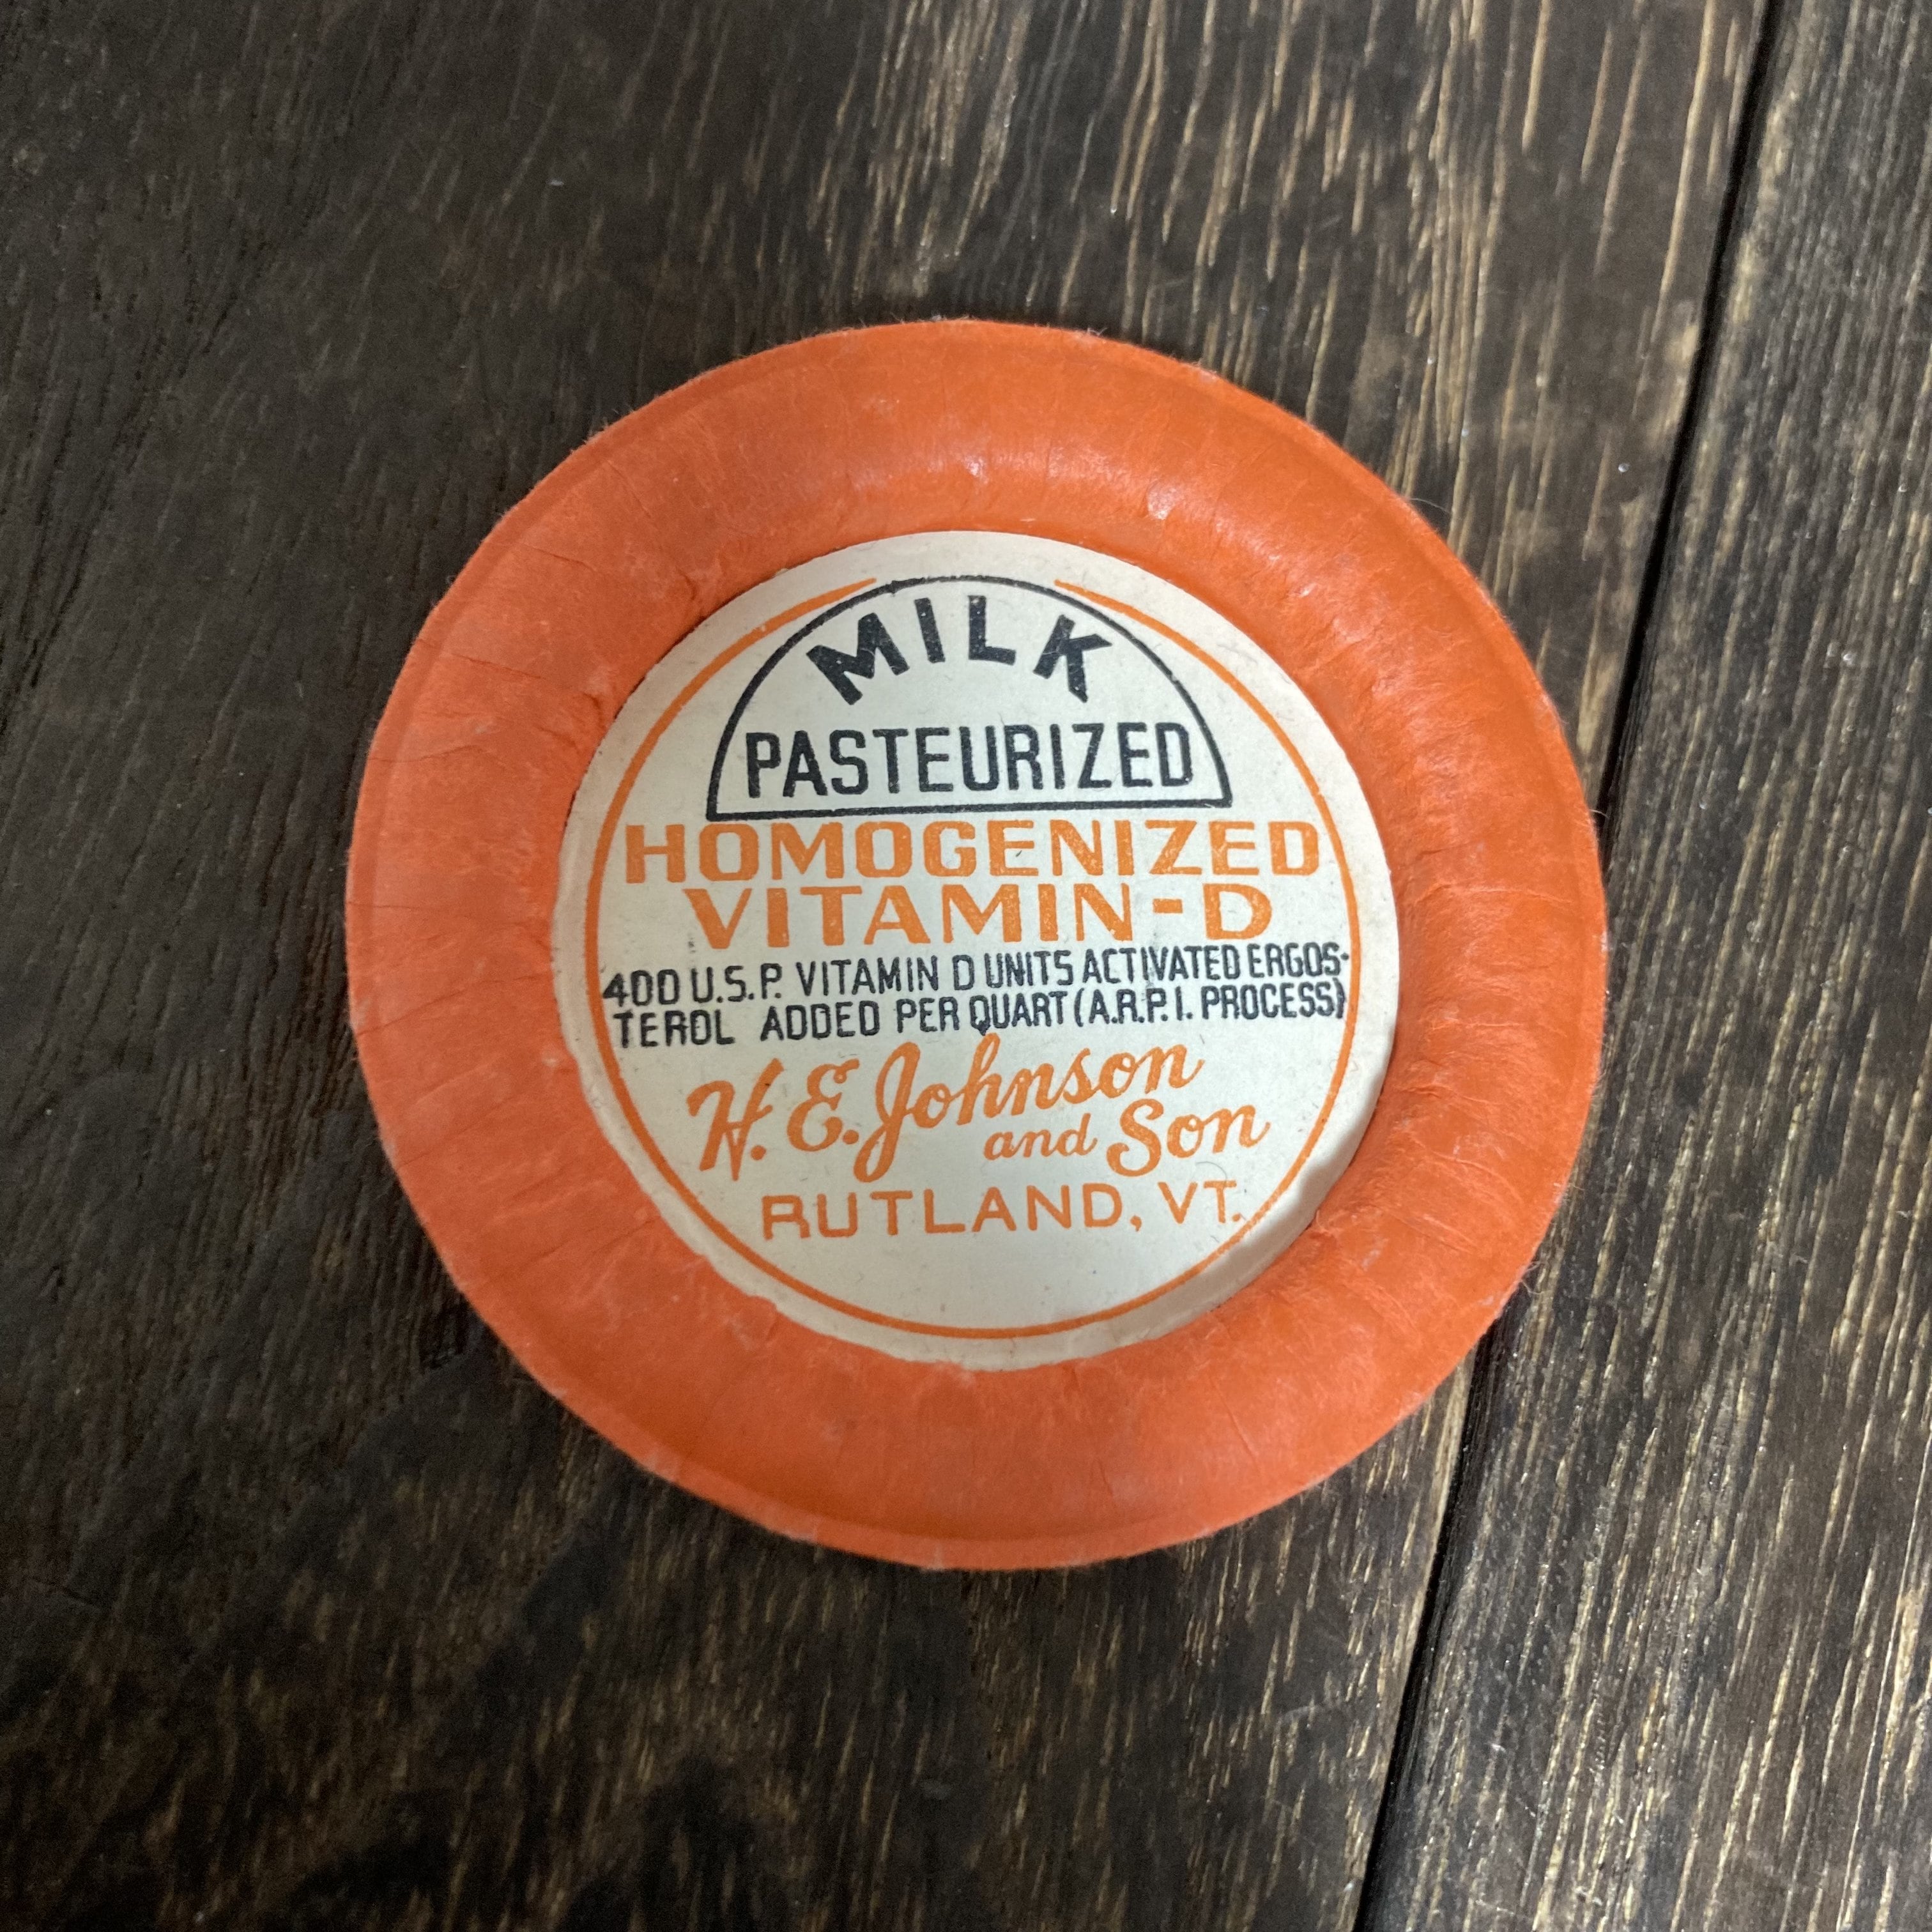 MILK
PASTEURIZED
HOMOGENIZED
VITAMIN-D
400 U.S.P. VITAMIN D UNITS ACTIVATED ERGOS-
TEROL ADDED PER QUART (A.R.P.I. PROCESS)
H. E. Johnson
and Son
RUTLAND, VT.